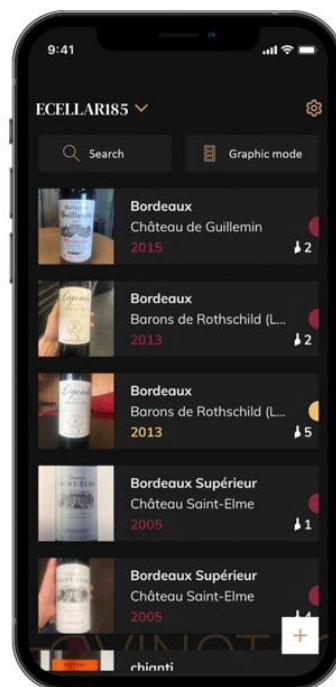 9:41
ECELLAR185
Search
Graphic mode
Bordeaux
Château de Guillemin
2015
2
Bordeaux
Barons de Rothschild (L...
2013
2
Légende
Bordeaux
Barons de Rothschild (L...
2013
5
Bordeaux Supérieur
Château Saint-Elme
2005
1
Bordeaux Supérieur
Château Saint-Elme
2005
+
chianti